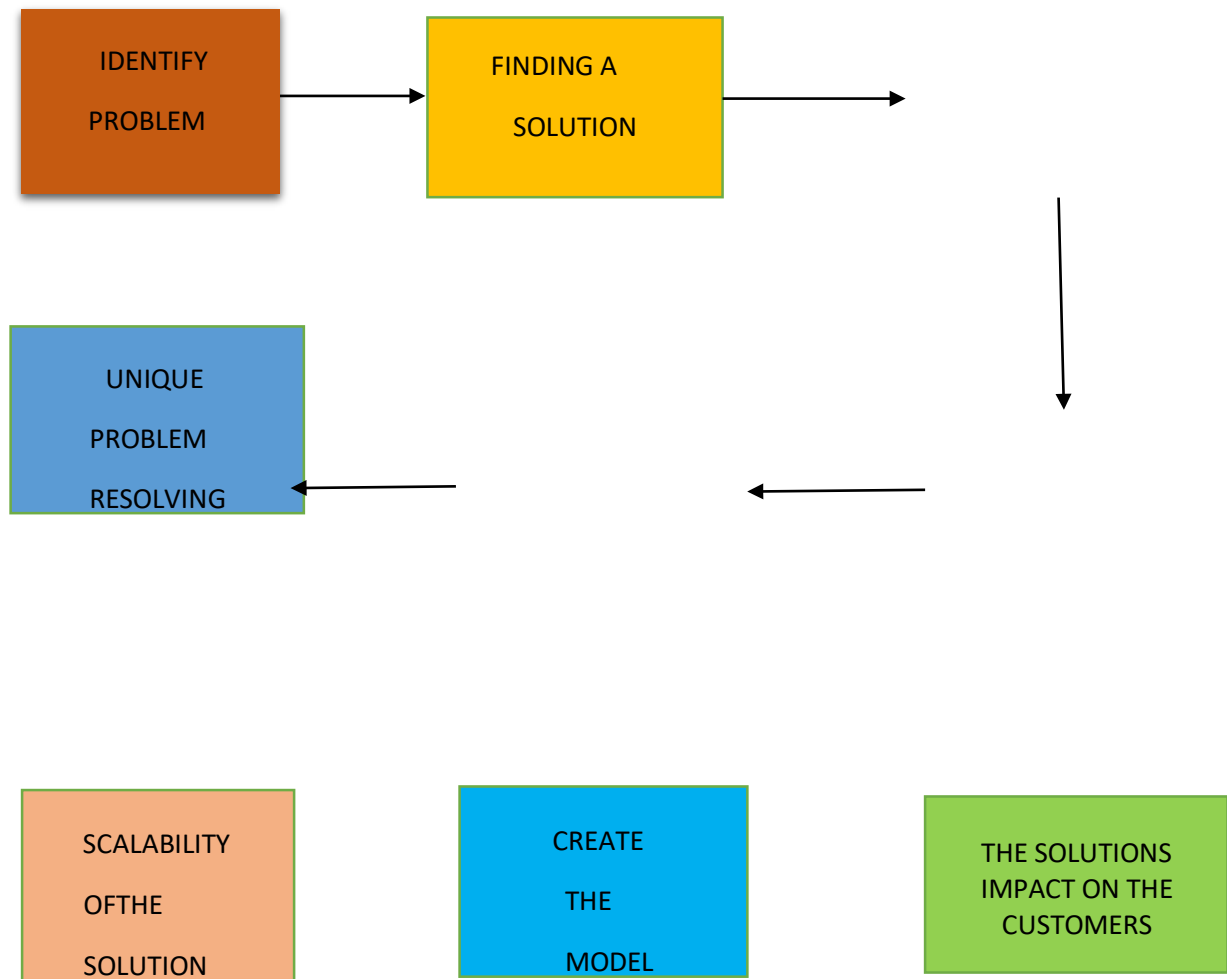 IDENTIFY
PROBLEM
FINDING A
SOLUTION
UNIQUE
PROBLEM
RESOLVING
SCALABILITY
OFTHE
SOLUTION
CREATE
THE
MODEL
THE SOLUTIONS
IMPACT ON THE
CUSTOMERS